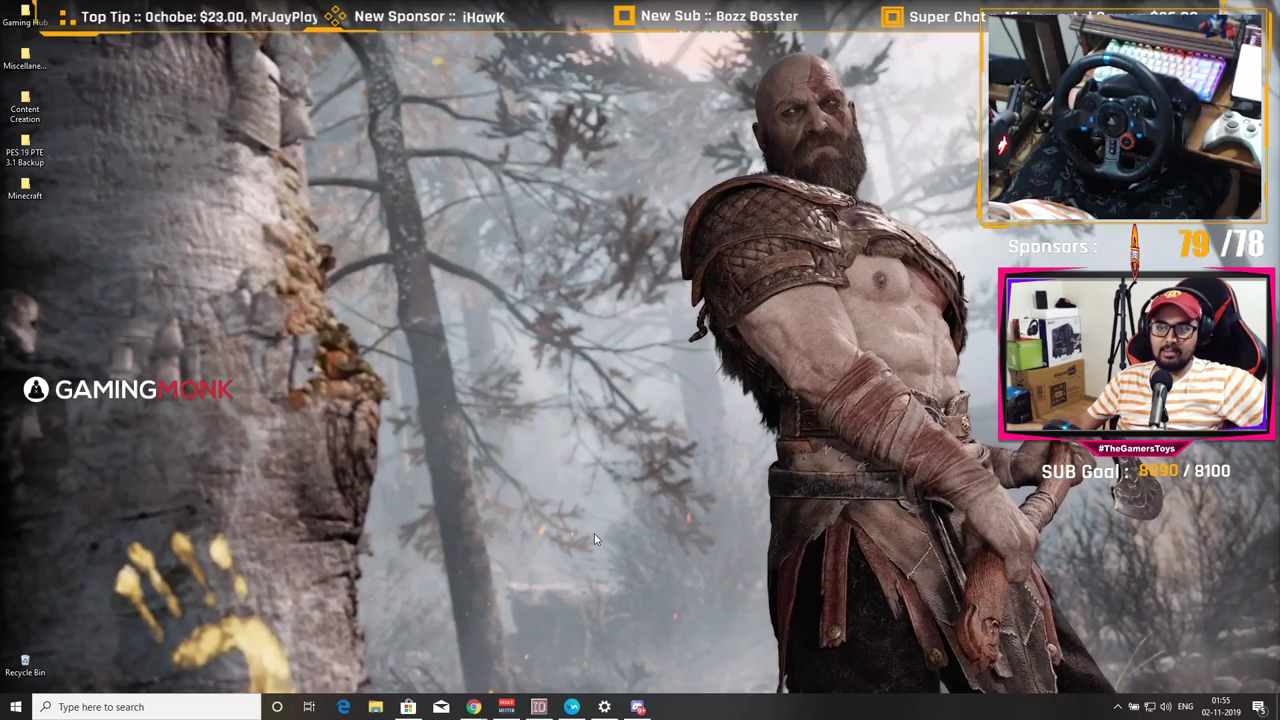 Top Tip :: 0chobe: $23.00, MrJayPlay
New Sponsor :: iHawK
New Sub :: Bozz Bosster
Super Chat
Gaming Hub
Miscellane...
Content
Creation
PES 19 PTE
3.1 Backup
Minecraft
GAMINGMONK
Sponsors :
79 /78
#TheGamersToys
SUB Goal : 8090 / 8100
Recycle Bin
Type here to search
ENG
01:55
02-11-2019